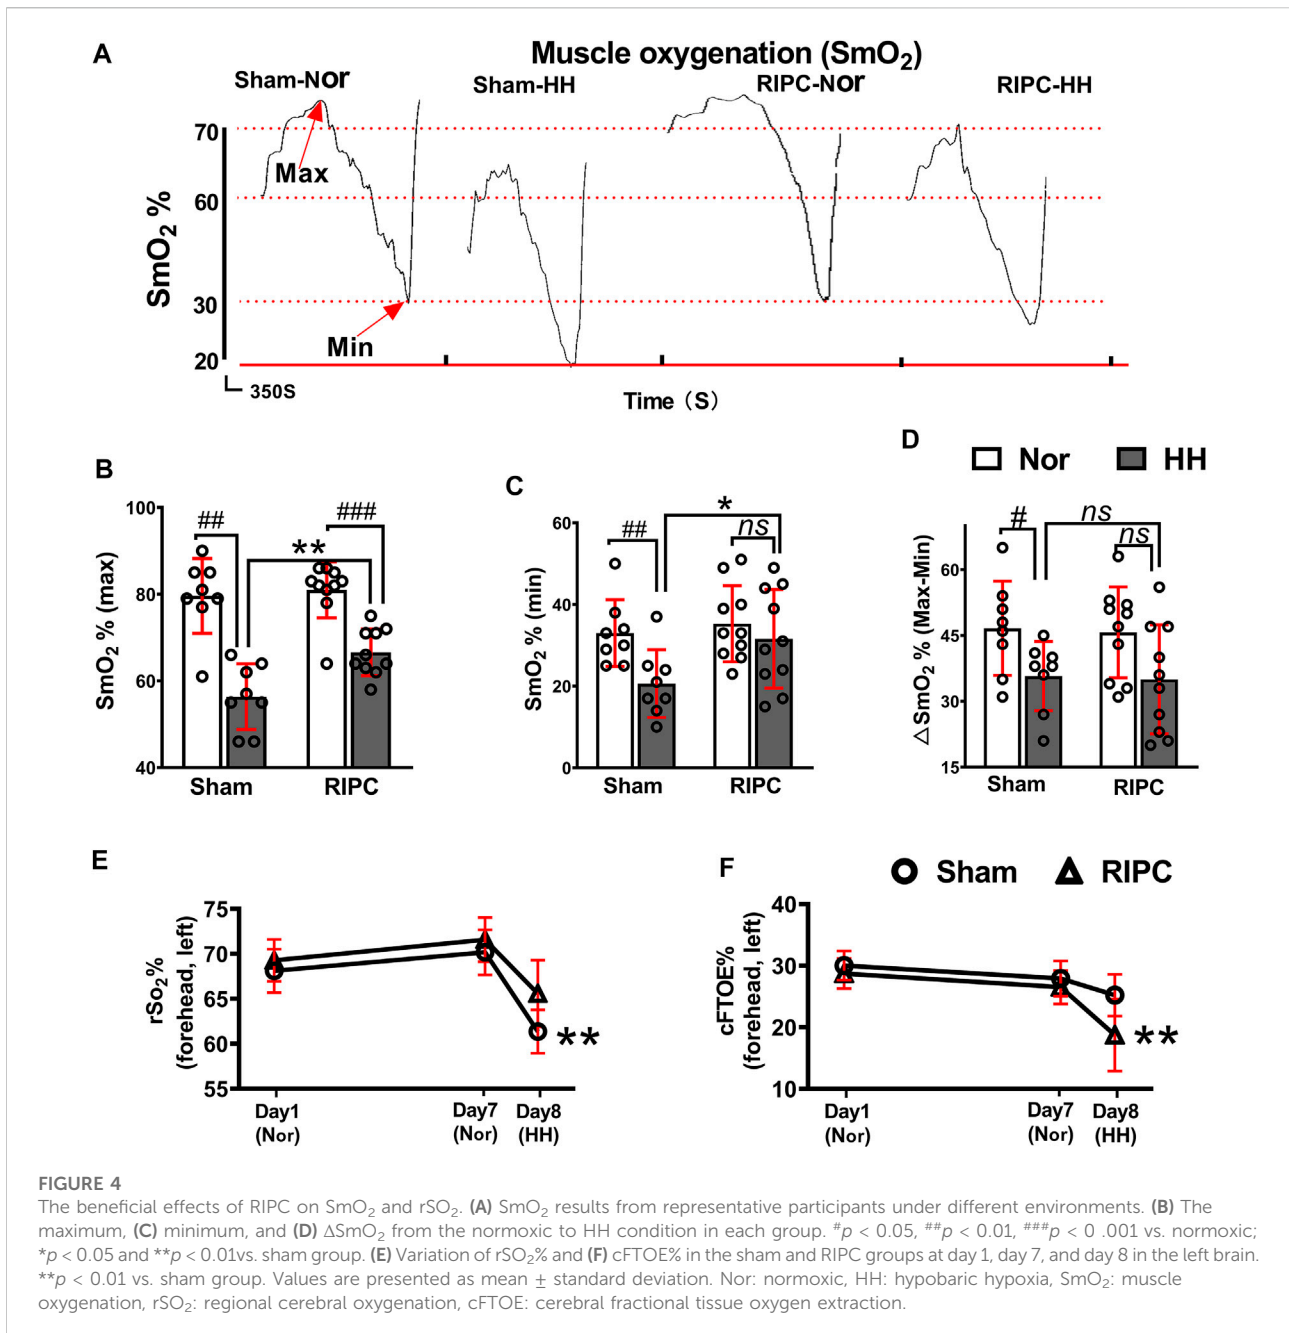 A
Muscle oxygenation (SmO₂)
Sham-Nor
Sham-HH
RIPC-Nor
RIPC-HH
SmO₂ %
70
60
30
20
Max
Min
350S
Time（S）
B
SmO₂ % (max)
100
80
60
40
##
**
###
Sham
RIPC
C
SmO₂ % (min)
60
40
20
0
##
*
ns
Sham
RIPC
D
Nor
HH
△SmO₂ % (Max-Min)
60
45
30
15
#
ns
ns
Sham
RIPC
E
rSo₂%
(forehead, left)
75
70
65
60
55
**
Day1
(Nor)
Day7
(Nor)
Day8
(HH)
F
Sham
RIPC
cFTOE%
(forehead, left)
40
30
20
10
**
Day1
(Nor)
Day7
(Nor)
Day8
(HH)
FIGURE 4
The beneficial effects of RIPC on SmO₂ and rSO₂. (A) SmO₂ results from representative participants under different environments. (B) The
maximum, (C) minimum, and (D) ΔSmO₂ from the normoxic to HH condition in each group. #p < 0.05, ##p < 0.01, ###p < 0 .001 vs. normoxic;
*p < 0.05 and **p < 0.01vs. sham group. (E) Variation of rSO₂% and (F) cFTOE% in the sham and RIPC groups at day 1, day 7, and day 8 in the left brain.
**p < 0.01 vs. sham group. Values are presented as mean ± standard deviation. Nor: normoxic, HH: hypobaric hypoxia, SmO₂: muscle
oxygenation, rSO₂: regional cerebral oxygenation, cFTOE: cerebral fractional tissue oxygen extraction.